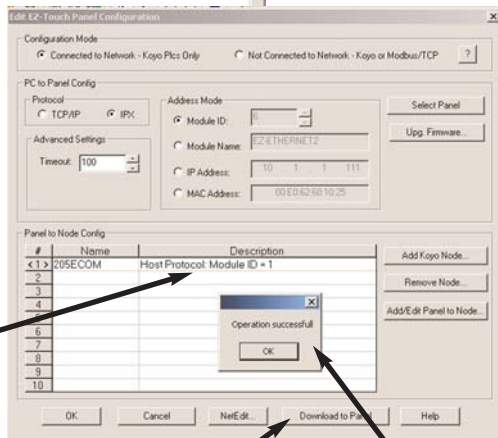 Edit EZ-Touch Panel Configuration
Configuration Mode
Connected to Network - Koyo Plcs Only
Not Connected to Network - Koyo or Modbus/TCP
?
PC to Panel Config
Protocol
TCP/IP
IPX
Advanced Settings
Timeout: 100
Address Mode
Module ID: 6
Module Name: EZ-ETHERNET2
IP Address: 10 . 1 . 1 . 111
MAC Address: 00:E0:62:60:10:25
Select Panel
Upg. Firmware...
Panel to Node Config
# Name Description
<1> 205ECOM Host Protocol: Module ID = 1
2
3
4
6
7
8
9
10
Operation successfull
OK
Add Koyo Node...
Remove Node...
Add/Edit Panel to Node...
OK
Cancel
NetEdit...
Download to Panel
Help